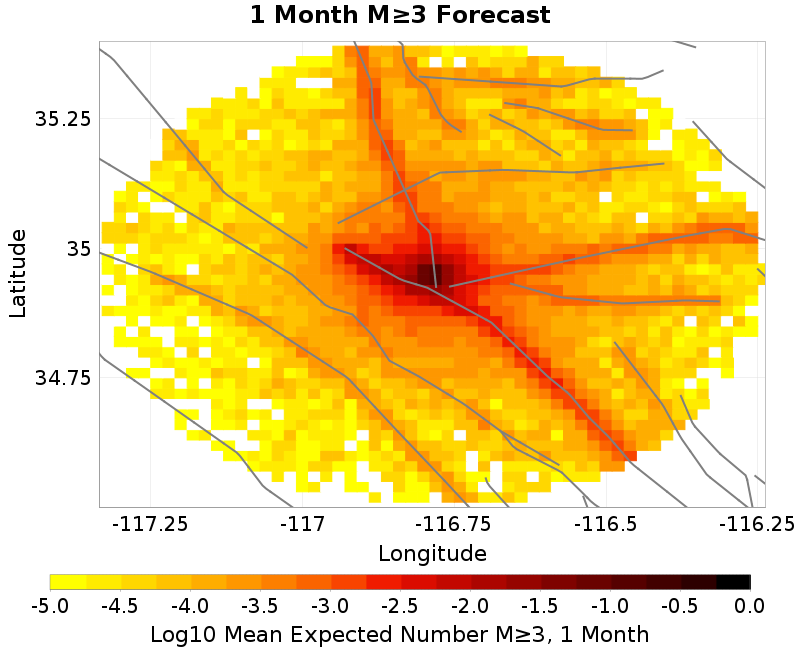 1 Month M≥3 Forecast
35.25
35
34.75
Latitude
-117.25 -117 -116.75 -116.5 -116.25
Longitude
-5.0 -4.5 -4.0 -3.5 -3.0 -2.5 -2.0 -1.5 -1.0 -0.5 0.0
Log10 Mean Expected Number M≥3, 1 Month